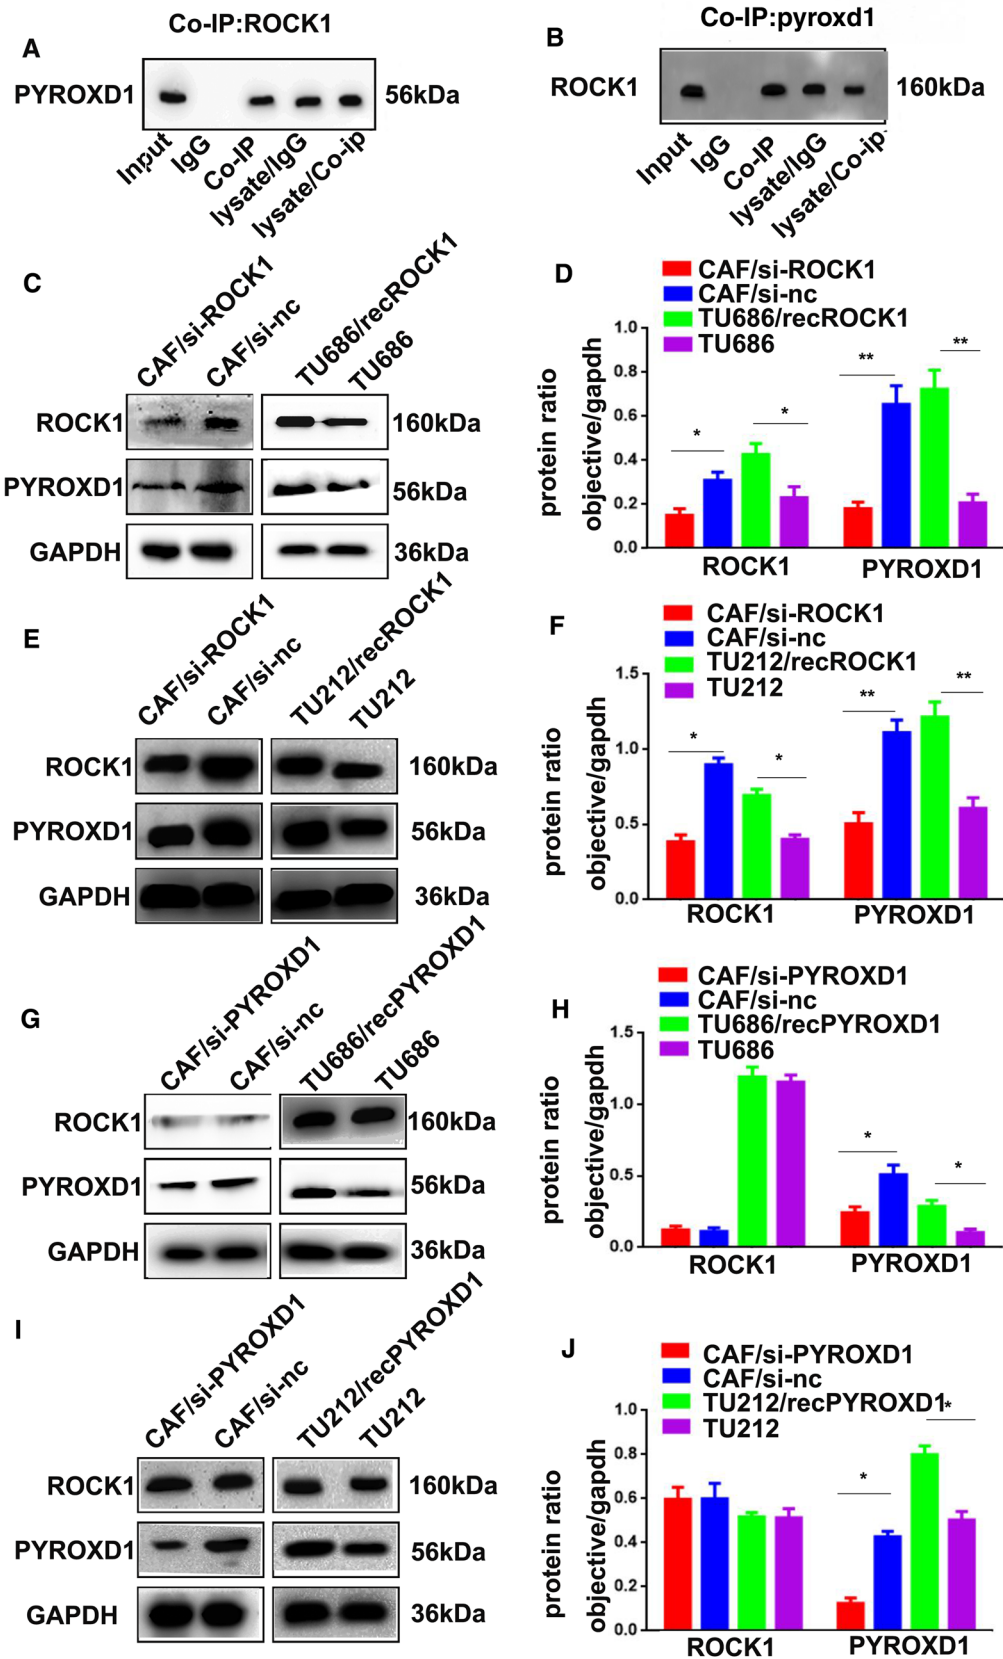 Co-IP:ROCK1
A
PYROXD1
56kDa
Input
IgG
Co-IP
lysate/IgG
lysate/Co-ip
Co-IP:pyroxd1
B
ROCK1
160kDa
Input
IgG
Co-IP
lysate/IgG
lysate/Co-ip
C
CAF/si-ROCK1
CAF/si-nc
TU686/recROCK1
TU686
ROCK1
160kDa
PYROXD1
56kDa
GAPDH
36kDa
D
CAF/si-ROCK1
CAF/si-nc
TU686/recROCK1
TU686
protein ratio
objective/gapdh
1.0
0.8
0.6
0.4
0.2
0.0
*
*
**
**
ROCK1
PYROXD1
E
CAF/si-ROCK1
CAF/si-nc
TU212/recROCK1
TU212
ROCK1
160kDa
PYROXD1
56kDa
GAPDH
36kDa
F
CAF/si-ROCK1
CAF/si-nc
TU212/recROCK1
TU212
protein ratio
objective/gapdh
1.5
1.0
0.5
0.0
*
*
**
**
ROCK1
PYROXD1
G
CAF/si-PYROXD1
CAF/si-nc
TU686/recPYROXD1
TU686
ROCK1
160kDa
PYROXD1
56kDa
GAPDH
36kDa
H
CAF/si-PYROXD1
CAF/si-nc
TU686/recPYROXD1
TU686
protein ratio
objective/gapdh
1.5
1.0
0.5
0.0
*
*
ROCK1
PYROXD1
I
CAF/si-PYROXD1
CAF/si-nc
TU212/recPYROXD1
TU212
ROCK1
160kDa
PYROXD1
56kDa
GAPDH
36kDa
J
CAF/si-PYROXD1
CAF/si-nc
TU212/recPYROXD1
TU212
protein ratio
objective/gapdh
1.0
0.8
0.6
0.4
0.2
0.0
*
*
ROCK1
PYROXD1